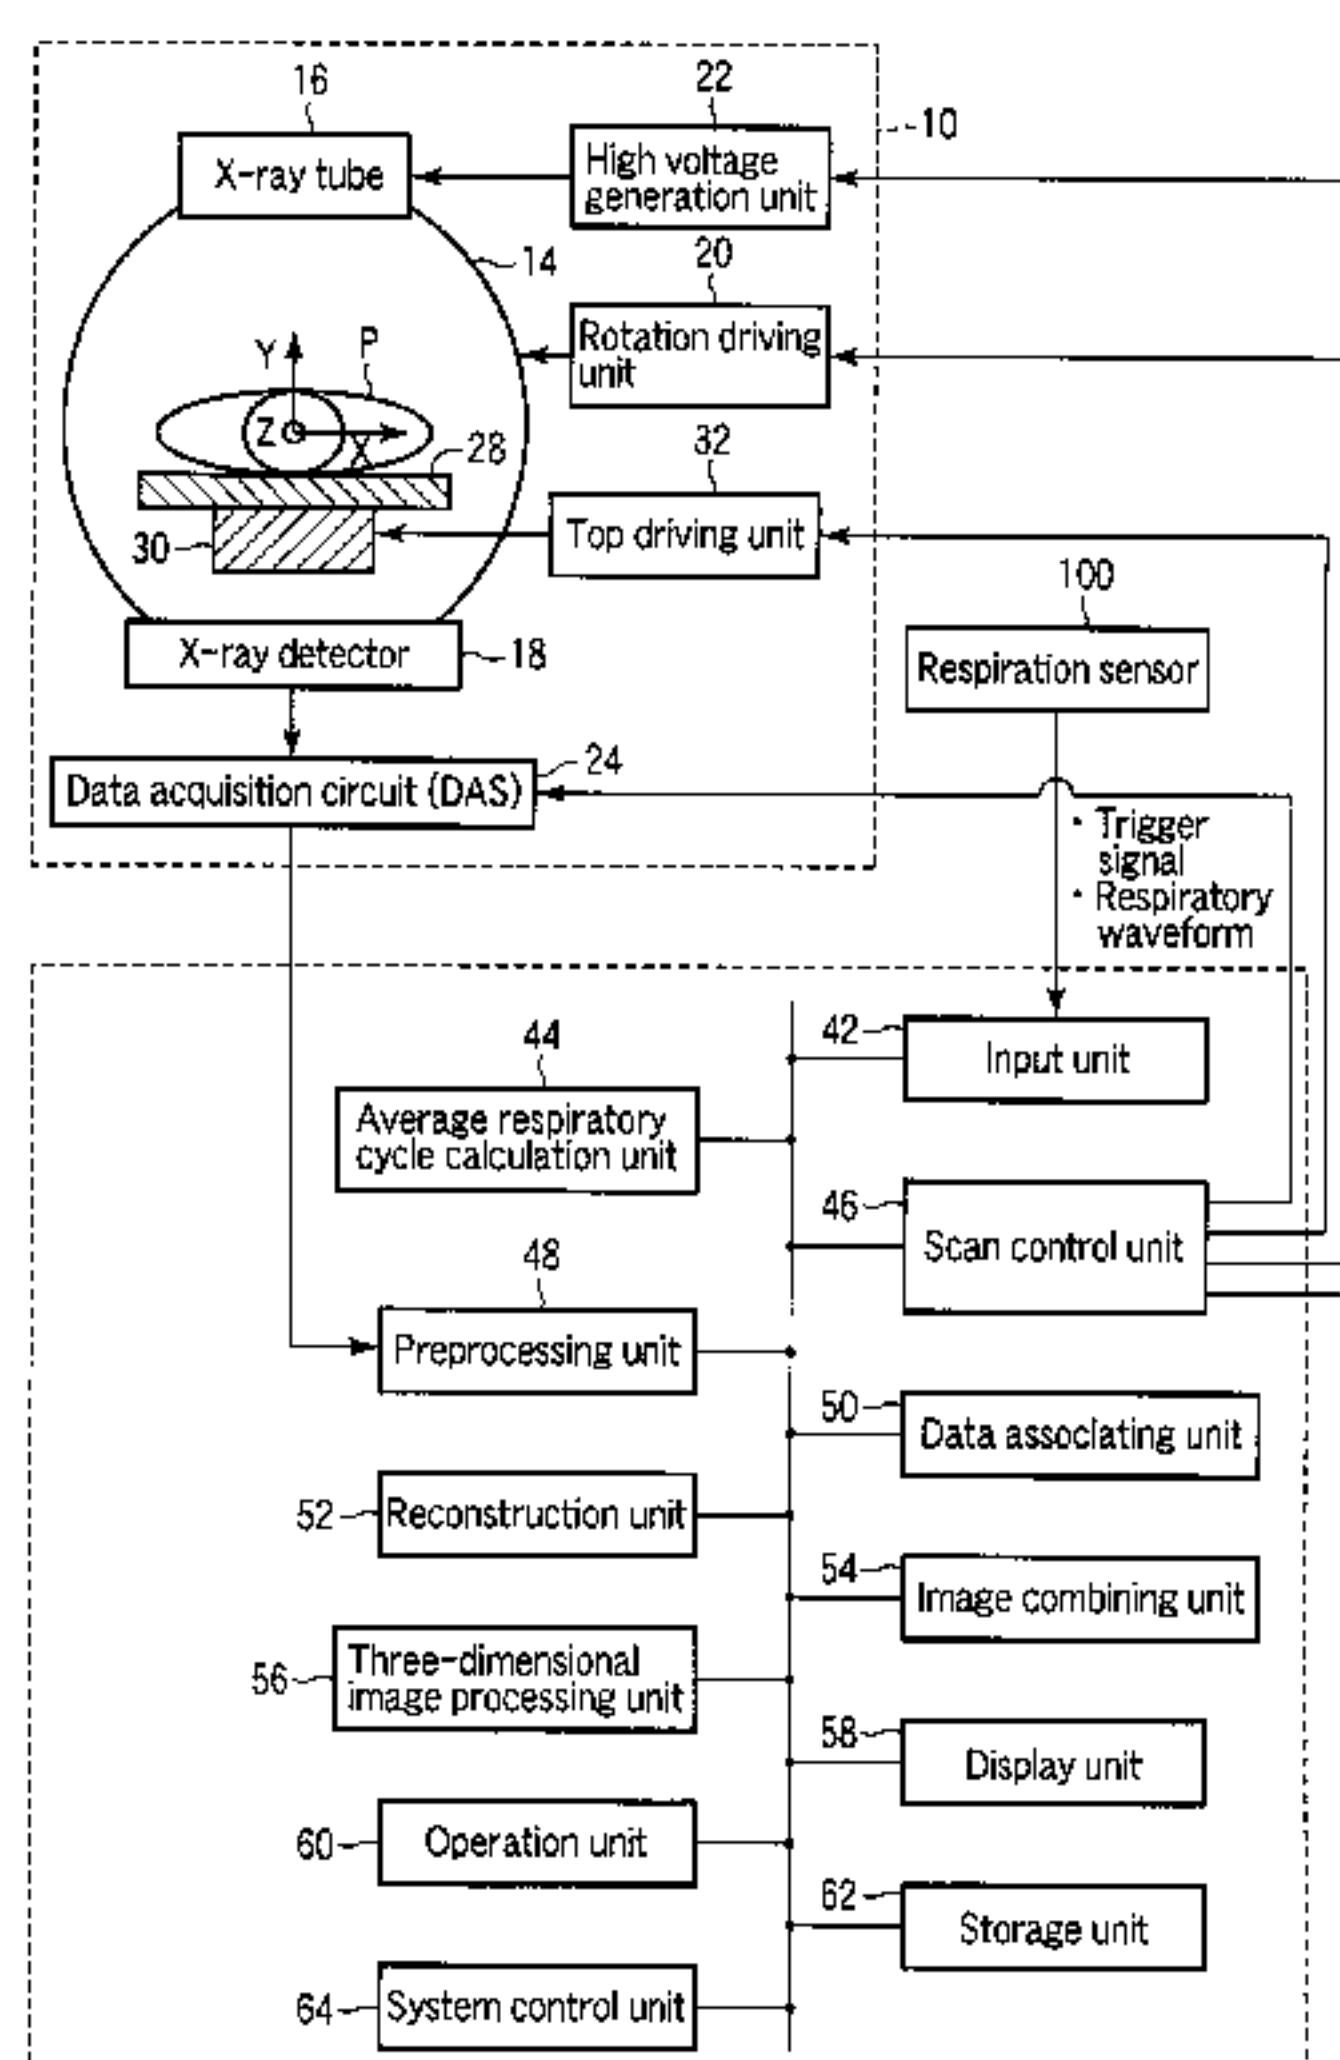 16
22
10
X-ray tube
High voltage
generation unit
14
20
Rotation driving
unit
Y
P
Z
X
28
32
30
Top driving unit
100
X-ray detector
18
Respiration sensor
24
Data acquisition circuit (DAS)
• Trigger
signal
• Respiratory
waveform
42
Input unit
44
Average respiratory
cycle calculation unit
46
Scan control unit
48
Preprocessing unit
50
Data associating unit
52
Reconstruction unit
54
Image combining unit
56
Three-dimensional
image processing unit
58
Display unit
60
Operation unit
62
Storage unit
64
System control unit